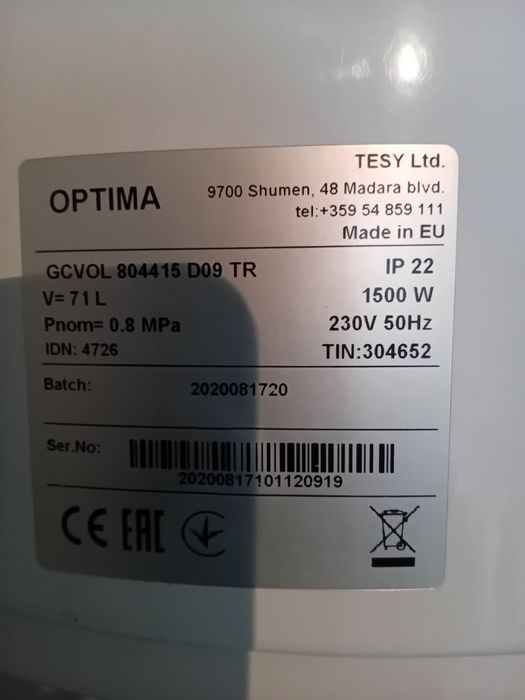 TESY Ltd.
OPTIMA
9700 Shumen, 48 Madara blvd.
tel:+359 54 859 111
Made in EU
GCVOL 804415 D09 TR
IP 22
V= 71 L
1500 W
Pnom= 0.8 MPa
230V 50Hz
IDN: 4726
TIN:304652
Batch: 2020081720
Ser.No:
20200817101120919
CE EAC